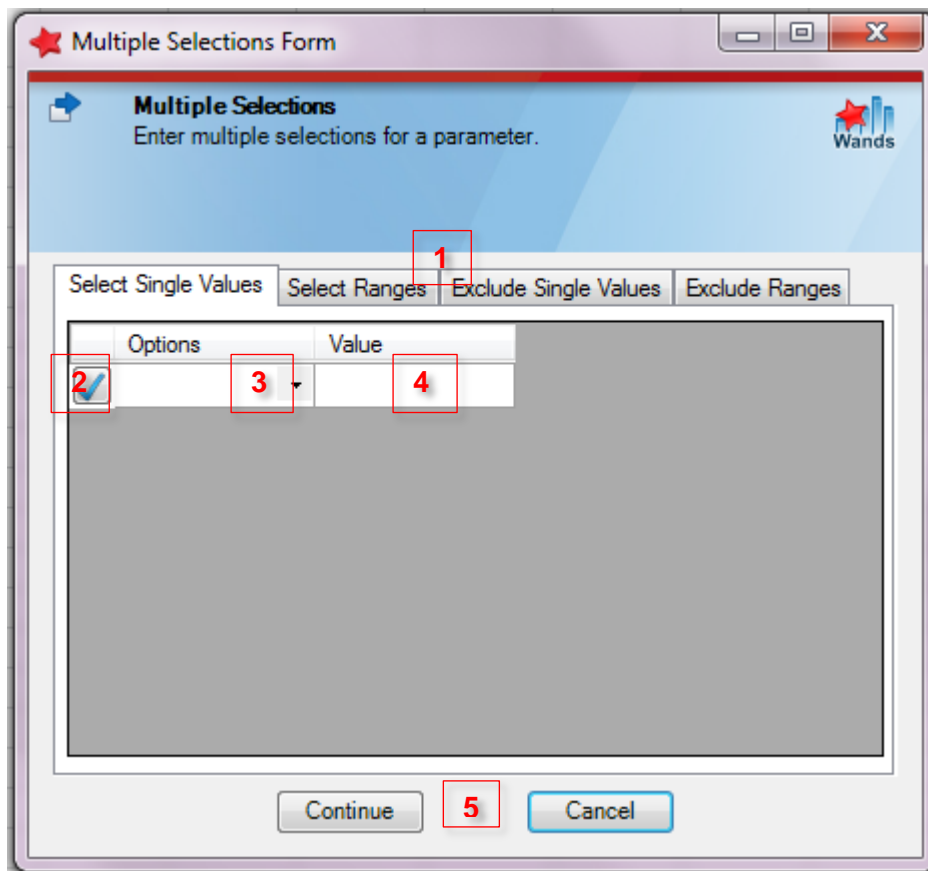 Multiple Selections Form
Multiple Selections
Enter multiple selections for a parameter.
Wands
1
Select Single Values Select Ranges Exclude Single Values Exclude Ranges
Options Value
2 3 4
Continue 5 Cancel